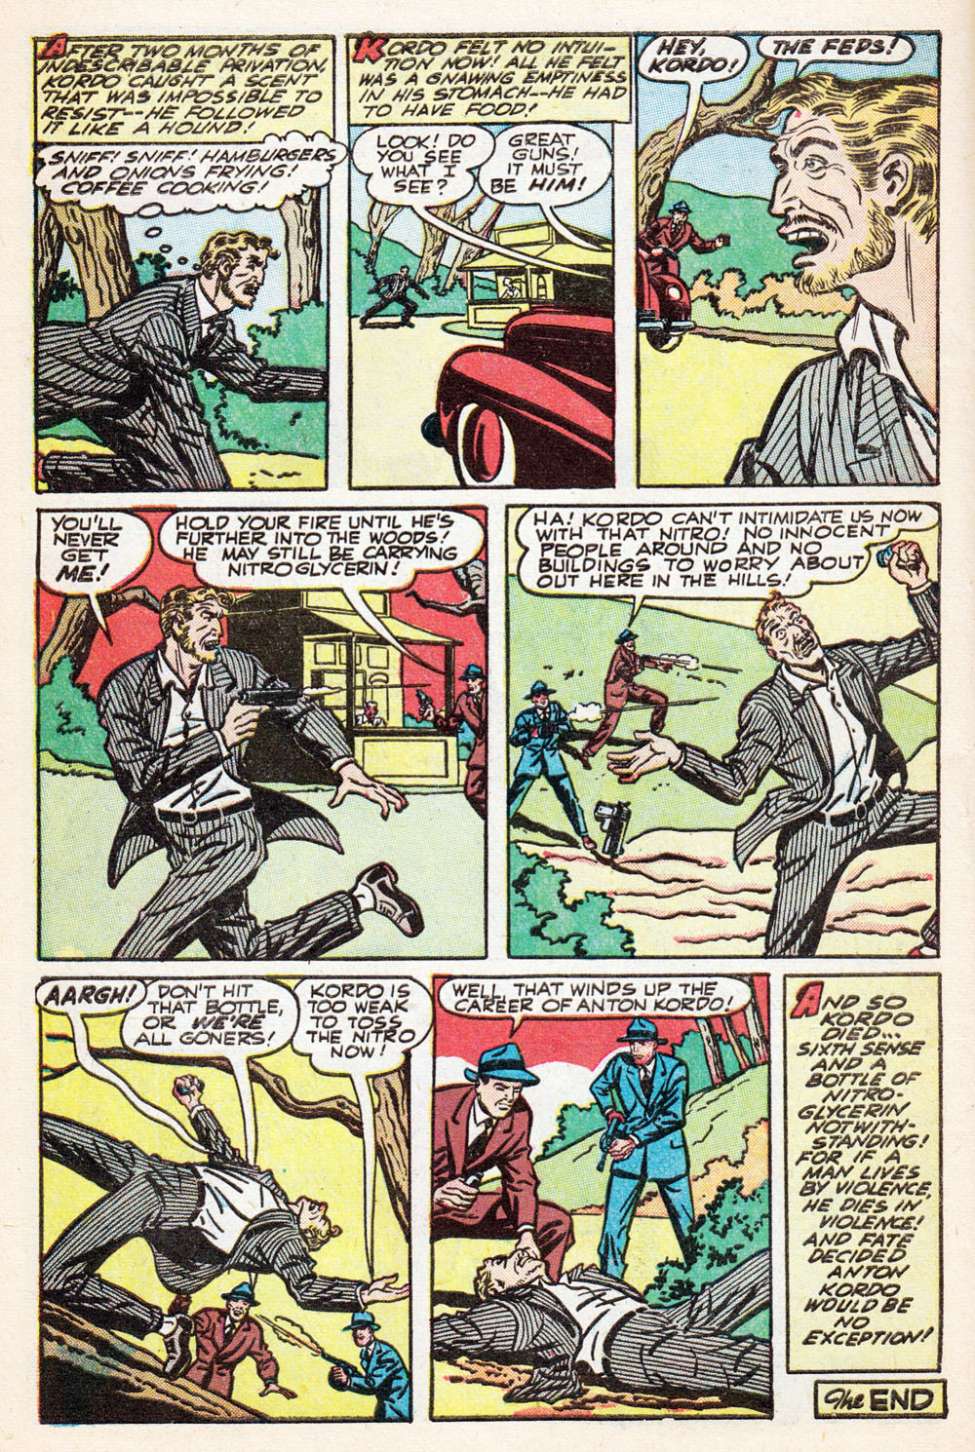 AFTER TWO MONTHS OF
INDESCRIBABLE PRIVATION,
KORDO CAUGHT A SCENT
THAT WAS IMPOSSIBLE TO
RESIST--HE FOLLOWED
IT LIKE A HOUND!
SNIFF! SNIFF! HAMBURGERS
AND ONIONS FRYING!
COFFEE COOKING!
KORDO FELT NO INTUI-
TION NOW! ALL HE FELT
WAS A GNAWING EMPTINESS
IN HIS STOMACH--HE HAD
TO HAVE FOOD!
LOOK! DO
YOU SEE
WHAT I
SEE?
GREAT
GUNS!
IT MUST
BE HIM!
HEY,
KORDO!
THE FEDS!
YOU'LL
NEVER
GET
ME!
HOLD YOUR FIRE UNTIL HE'S
FURTHER INTO THE WOODS!
HE MAY STILL BE CARRYING
NITROGLYCERIN!
HA! KORDO CAN'T INTIMIDATE US NOW
WITH THAT NITRO! NO INNOCENT
PEOPLE AROUND AND NO
BUILDINGS TO WORRY ABOUT
OUT HERE IN THE HILLS!
AARGH!
DON'T HIT
THAT BOTTLE,
OR WE'RE
ALL GONERS!
KORDO IS
TOO WEAK
TO TOSS
THE NITRO
NOW!
WELL, THAT WINDS UP THE
CAREER OF ANTON KORDO!
AND SO
KORDO
DIED...
SIXTH SENSE
AND A
BOTTLE OF
NITRO-
GLYCERIN
NOTWITH-
STANDING!
FOR IF A
MAN LIVES
BY VIOLENCE,
HE DIES IN
VIOLENCE!
AND FATE
DECIDED
ANTON
KORDO
WOULD BE
NO
EXCEPTION!
The END